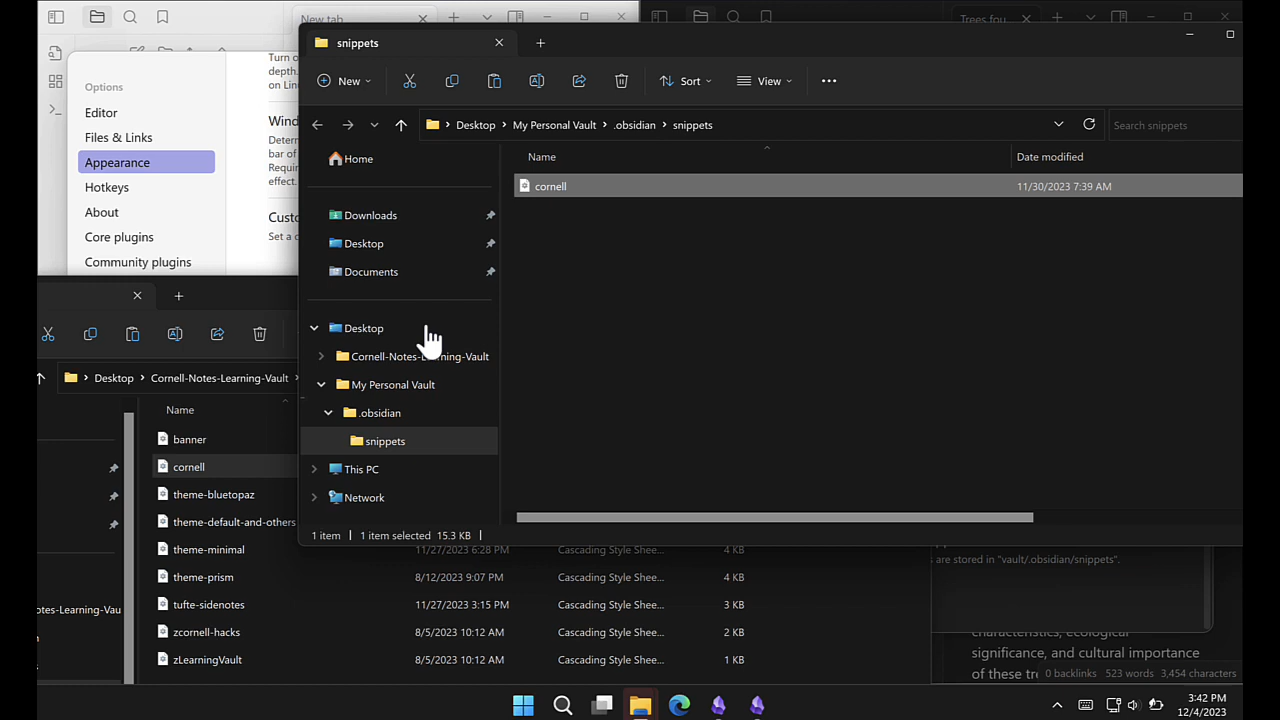 New tab
Trees fou
Options
Editor
Files & Links
Appearance
Hotkeys
About
Core plugins
Community plugins
Turn o
depth.
on Lin
Wind
Deter
bar of
Requi
effect.
Custo
Set a c
snippets
New
Sort
View
Desktop
My Personal Vault
.obsidian
snippets
Search snippets
Home
Downloads
Desktop
Documents
Desktop
Cornell-Notes-Learning-Vault
My Personal Vault
.obsidian
snippets
This PC
Network
Name
Date modified
cornell 11/30/2023 7:39 AM
1 item 1 item selected 15.3 KB
Desktop
Cornell-Notes-Learning-Vault
otes-Learning-Vau
Name
banner
cornell
theme-bluetopaz
theme-default-and-others
theme-minimal 11/27/2023 6:28 PM Cascading Style Shee... 4 KB
theme-prism 8/12/2023 9:07 PM Cascading Style Shee... 4 KB
tufte-sidenotes 11/27/2023 3:15 PM Cascading Style Shee... 3 KB
zcornell-hacks 8/5/2023 10:12 AM Cascading Style Shee... 2 KB
zLearningVault 8/5/2023 10:12 AM Cascading Style Shee... 1 KB
are stored in "vault/.obsidian/snippets".
characteristics, ecological
significance, and cultural importance
of these tre
0 backlinks 523 words 3,454 characters
3:42 PM
12/4/2023